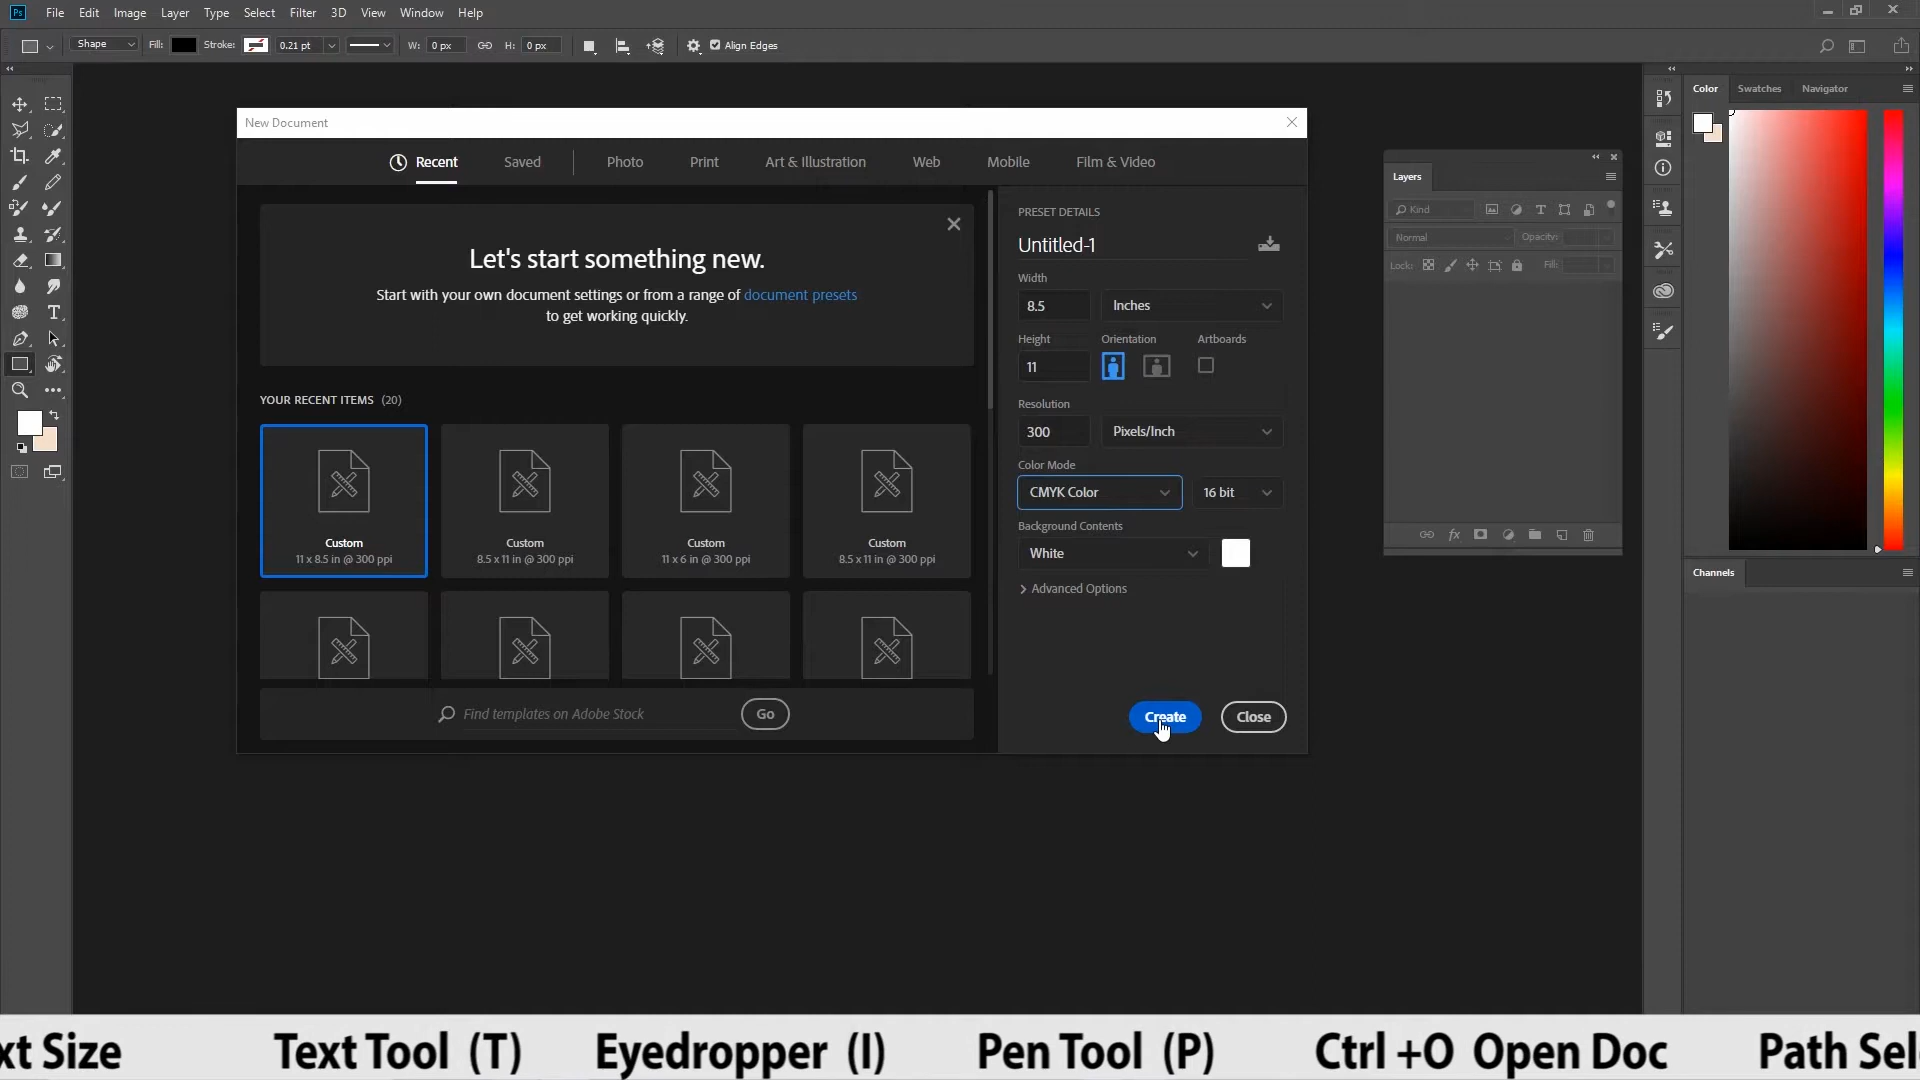 Ps File Edit Image Layer Type Select Filter 3D View Window Help
Shape Fill: Stroke: 0.21 pt W: 0 px H: 0 px Align Edges
New Document
Recent Saved Photo Print Art & Illustration Web Mobile Film & Video
Let's start something new.
Start with your own document settings or from a range of document presets
to get working quickly.
YOUR RECENT ITEMS (20)
Custom
11 x 8.5 in @ 300 ppi
Custom
8.5 x 11 in @ 300 ppi
Custom
11 x 6 in @ 300 ppi
Custom
8.5 x 11 in @ 300 ppi
Find templates on Adobe Stock Go
PRESET DETAILS
Untitled-1
Width
8.5 Inches
Height Orientation Artboards
11
Resolution
300 Pixels/Inch
Color Mode
CMYK Color 16 bit
Background Contents
White
Advanced Options
Create Close
Layers
Kind
Normal Opacity:
Lock: Fill:
Color Swatches Navigator
Channels
xt Size Text Tool (T) Eyedropper (I) Pen Tool (P) Ctrl +O Open Doc Path Sel